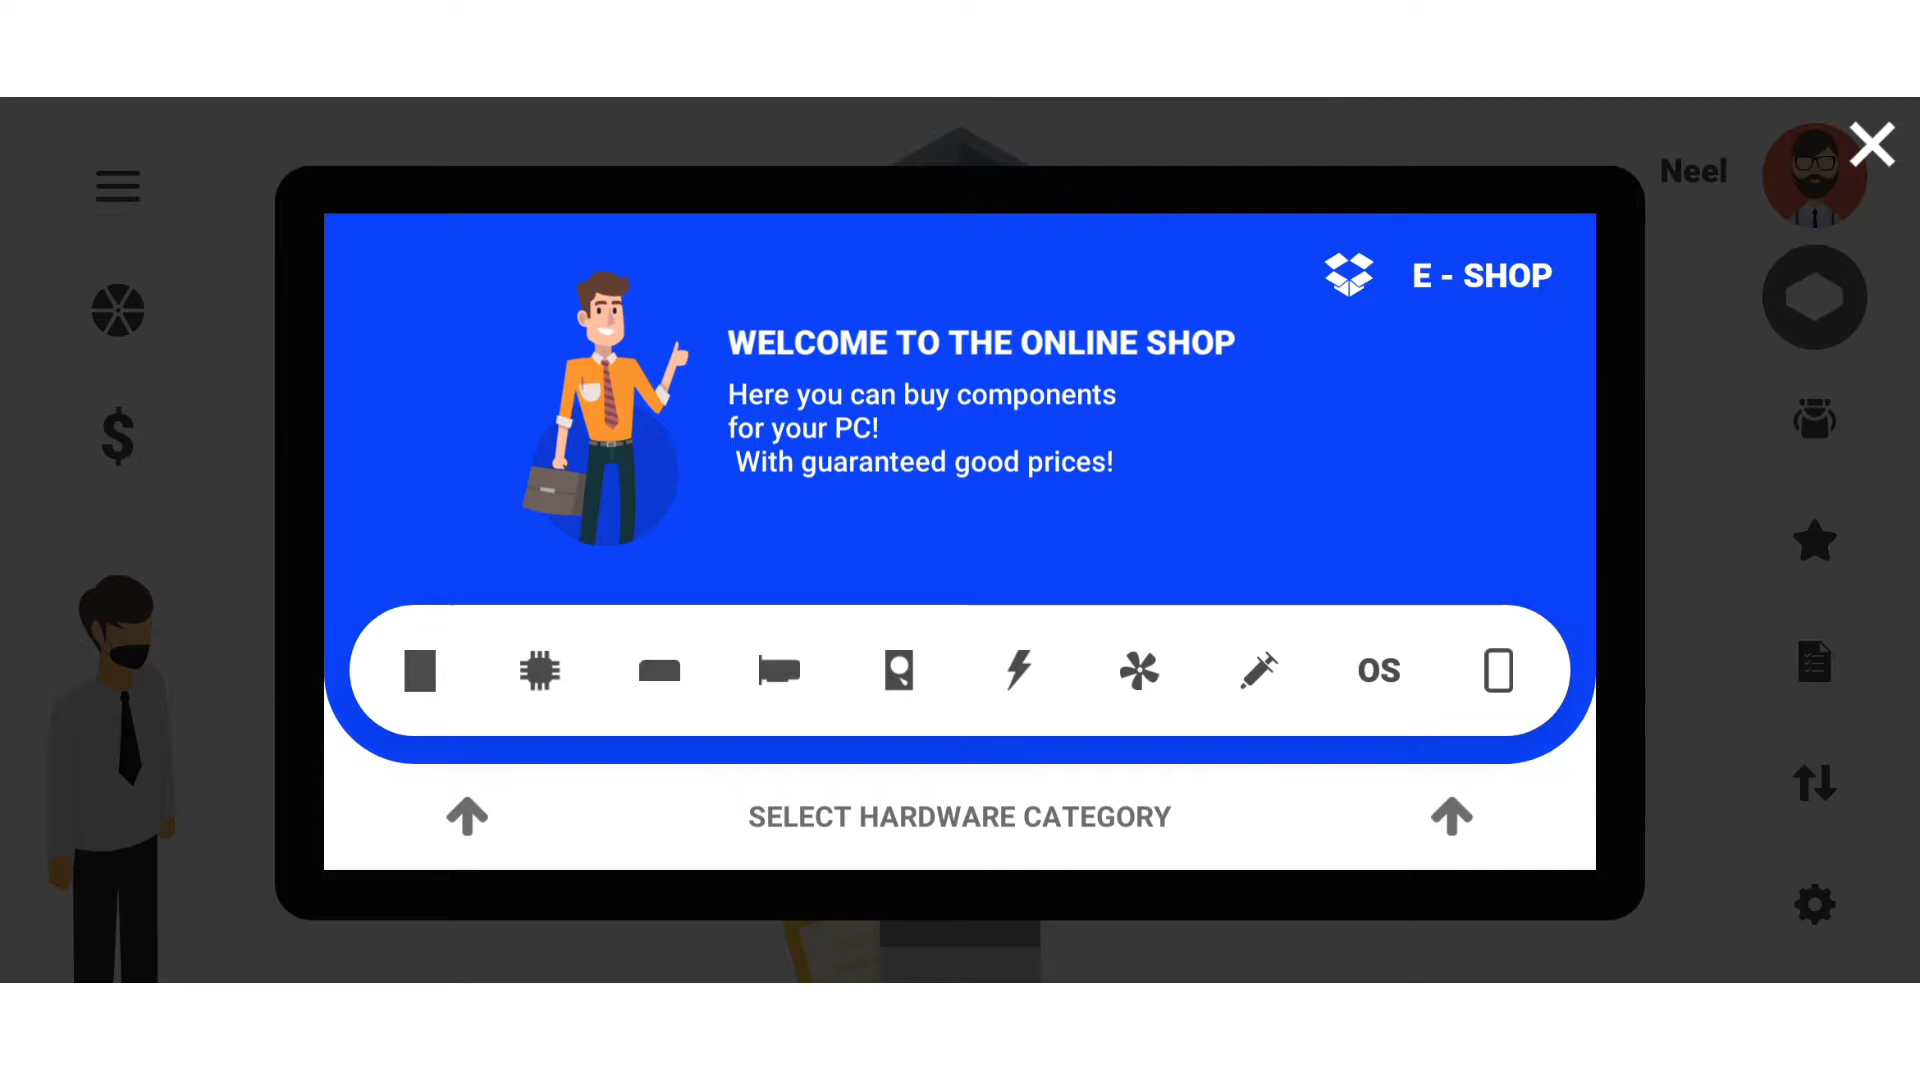 Neel
E - SHOP
WELCOME TO THE ONLINE SHOP
Here you can buy components
for your PC!
With guaranteed good prices!
OS
SELECT HARDWARE CATEGORY